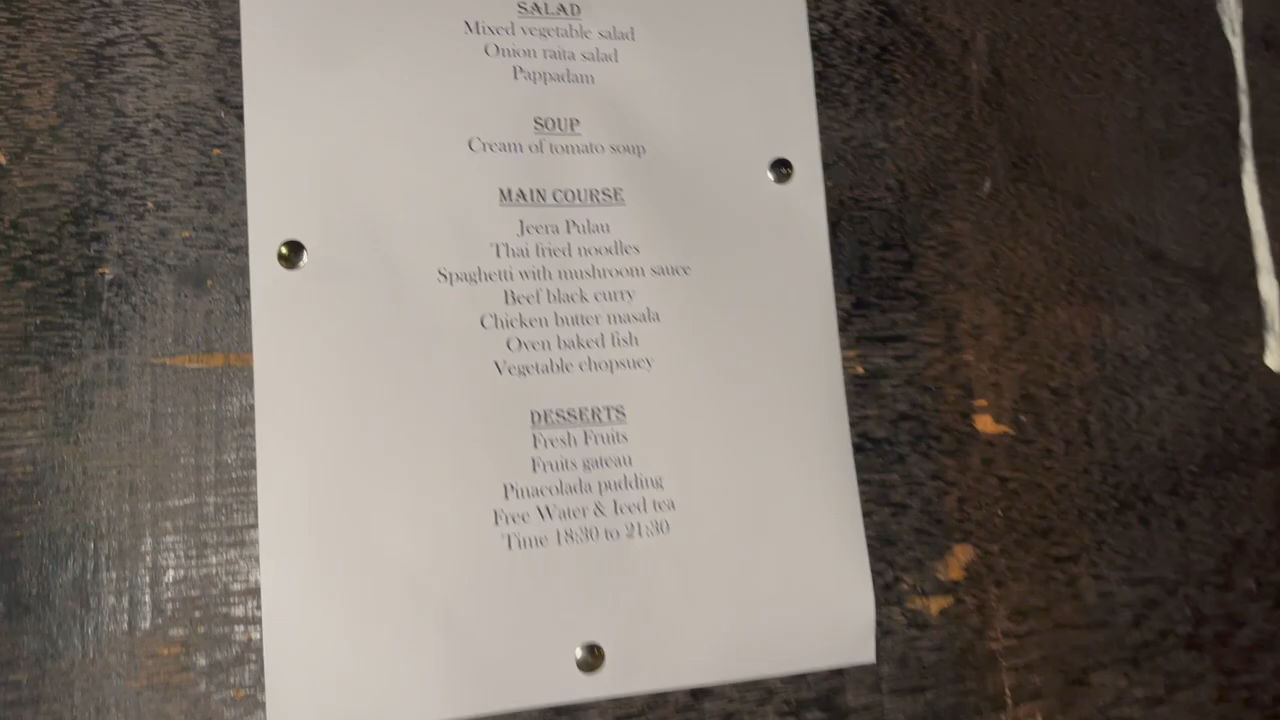 SALAD
Mixed vegetable salad
Onion raita salad
Pappadam
SOUP
Cream of tomato soup
MAIN COURSE
Jeera Pulau
Thai fried noodles
Spaghetti with mushroom sauce
Beef black curry
Chicken butter masala
Oven baked fish
Vegetable chopsuey
DESSERTS
Fresh Fruits
Fruits gateau
Pinacolada pudding
Free Water & Iced tea
Time 18:30 to 21:30